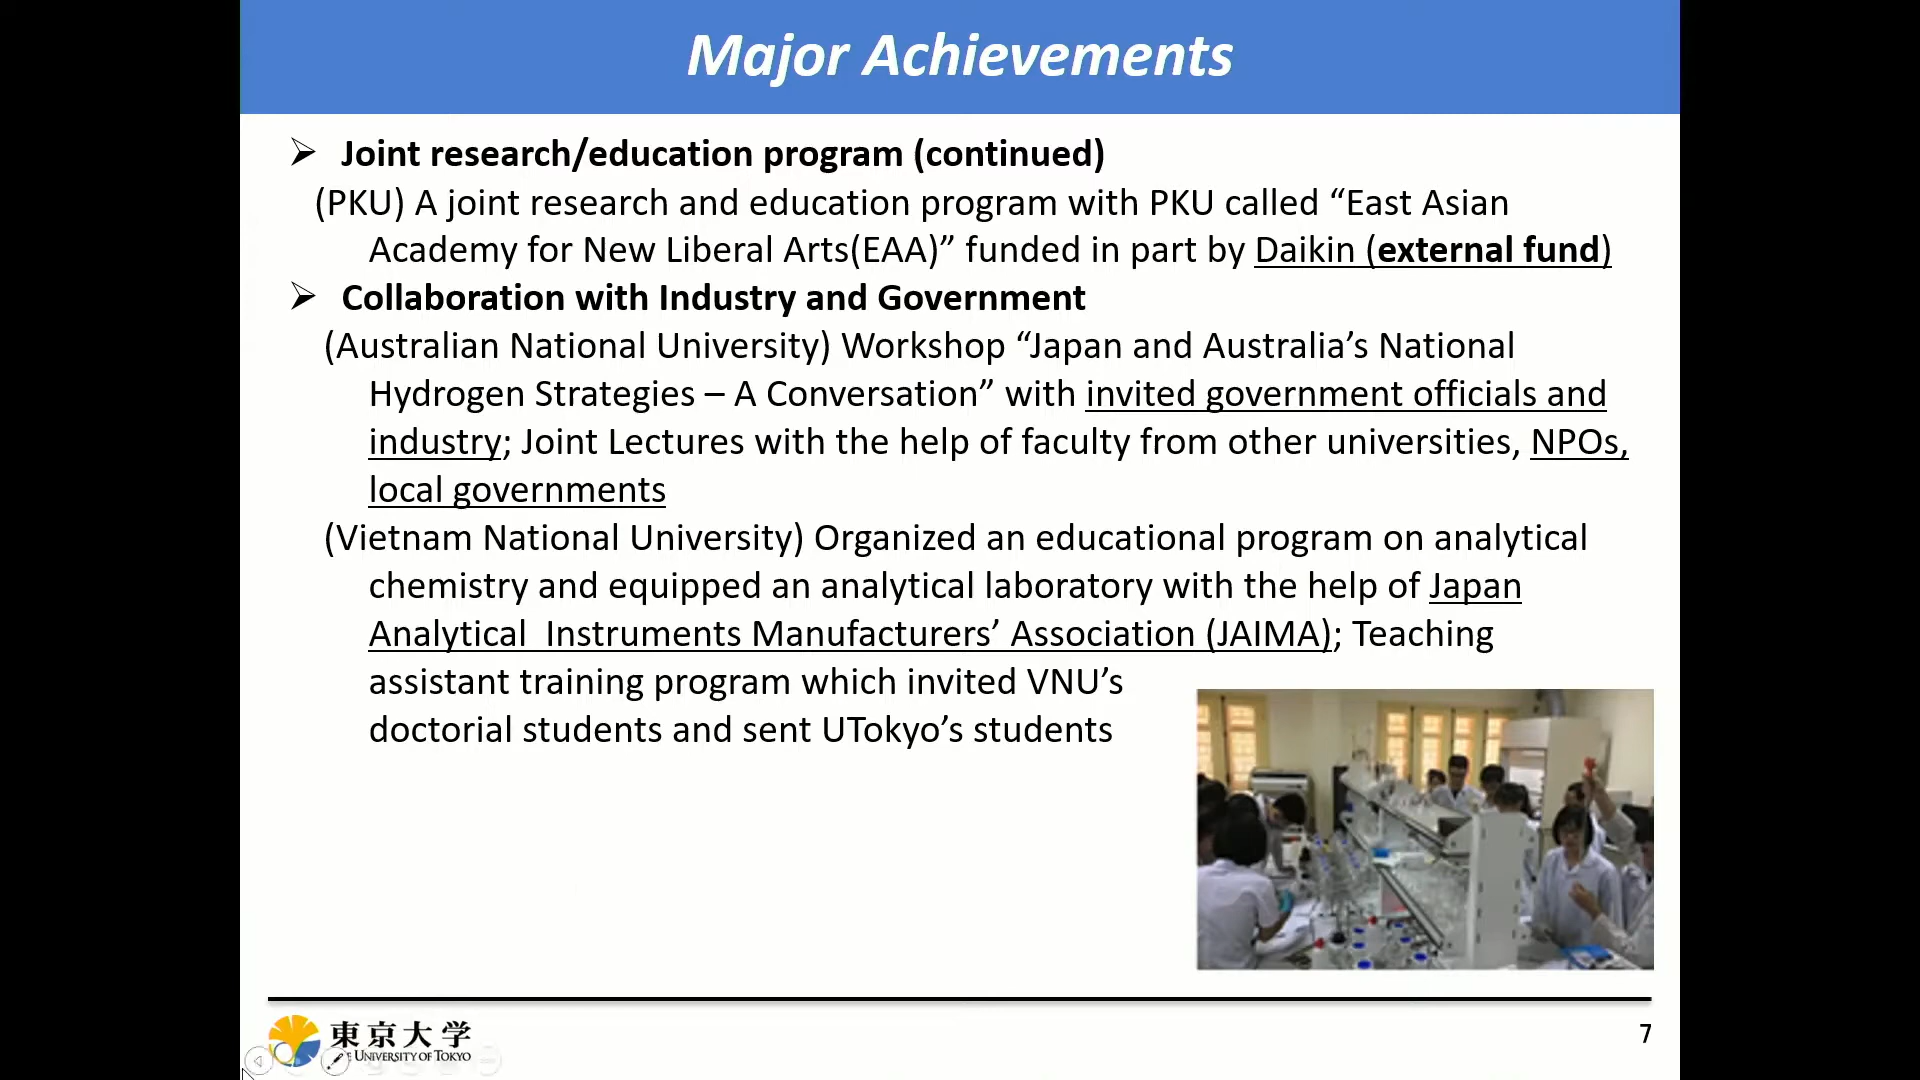 Major Achievements
Joint research/education program (continued)
(PKU) A joint research and education program with PKU called “East Asian
Academy for New Liberal Arts(EAA)” funded in part by Daikin (external fund)
Collaboration with Industry and Government
(Australian National University) Workshop “Japan and Australia’s National
Hydrogen Strategies – A Conversation” with invited government officials and
industry; Joint Lectures with the help of faculty from other universities, NPOs,
local governments
(Vietnam National University) Organized an educational program on analytical
chemistry and equipped an analytical laboratory with the help of Japan
Analytical  Instruments Manufacturers’ Association (JAIMA); Teaching
assistant training program which invited VNU’s
doctorial students and sent UTokyo’s students
東京大学
UNIVERSITY OF TOKYO
7